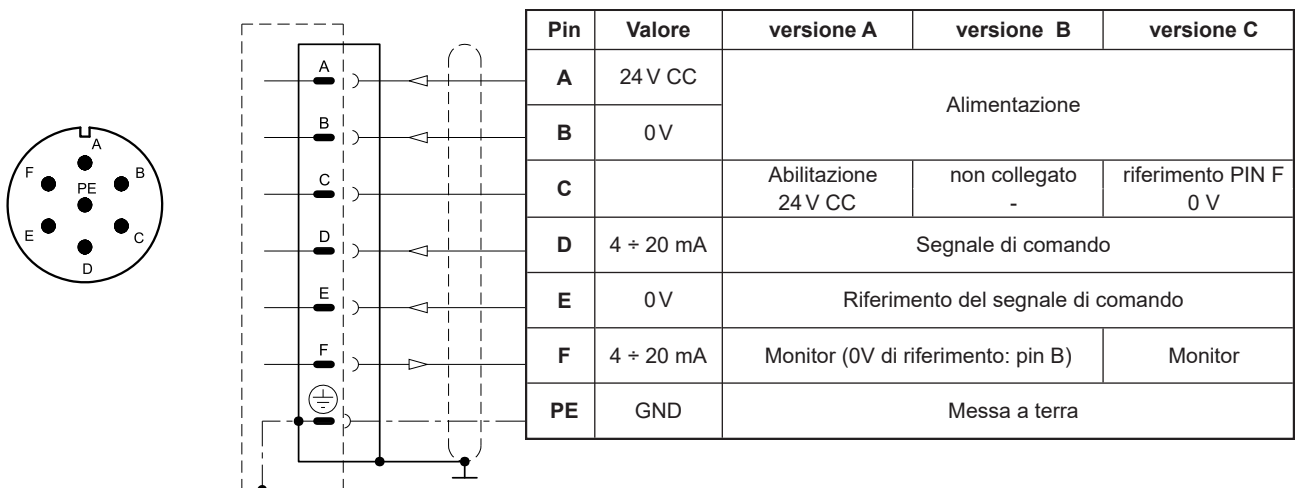 A
B
C
D
E
F
PE
A
B
C
D
E
F
Pin Valore versione A versione B versione C
A 24 V CC Alimentazione
B 0 V
C Abilitazione non collegato riferimento PIN F
24 V CC - 0 V
D 4 ÷ 20 mA Segnale di comando
E 0 V Riferimento del segnale di comando
F 4 ÷ 20 mA Monitor (0V di riferimento: pin B) Monitor
PE GND Messa a terra